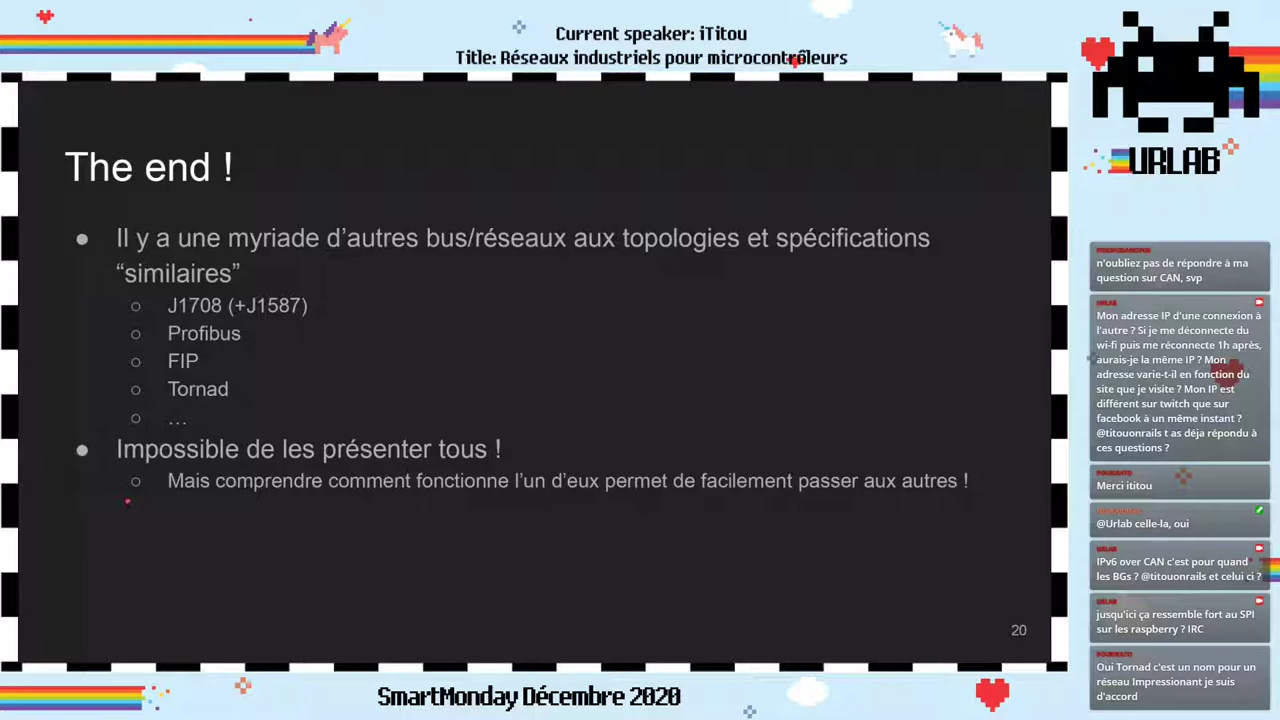 Current speaker: iTitou
Title: Réseaux industriels pour microcontrôleurs
The end !
● Il y a une myriade d’autres bus/réseaux aux topologies et spécifications
“similaires”
○ J1708 (+J1587)
○ Profibus
○ FIP
○ Tornad
○ …
● Impossible de les présenter tous !
○ Mais comprendre comment fonctionne l’un d’eux permet de facilement passer aux autres !
20
SmartMonday Décembre 2020
URLAB
n'oubliez pas de répondre à ma
question sur CAN, svp
URLAB
Mon adresse IP d'une connexion à
l'autre ? Si je me déconnecte du
wi-fi puis me réconnecte 1h après,
aurais-je la même IP ? Mon
adresse varie-t-il en fonction du
site que je visite ? Mon IP est
différent sur twitch que sur
facebook à un même instant ?
@titouonrails t as déja répondu à
ces questions ?
Merci ititou
@Urlab celle-la, oui
URLAB
IPv6 over CAN c'est pour quand
les BGs ? @titouonrails et celui ci ?
URLAB
jusqu'ici ça ressemble fort au SPI
sur les raspberry ? IRC
Oui Tornad c'est un nom pour un
réseau Impressionant je suis
d'accord